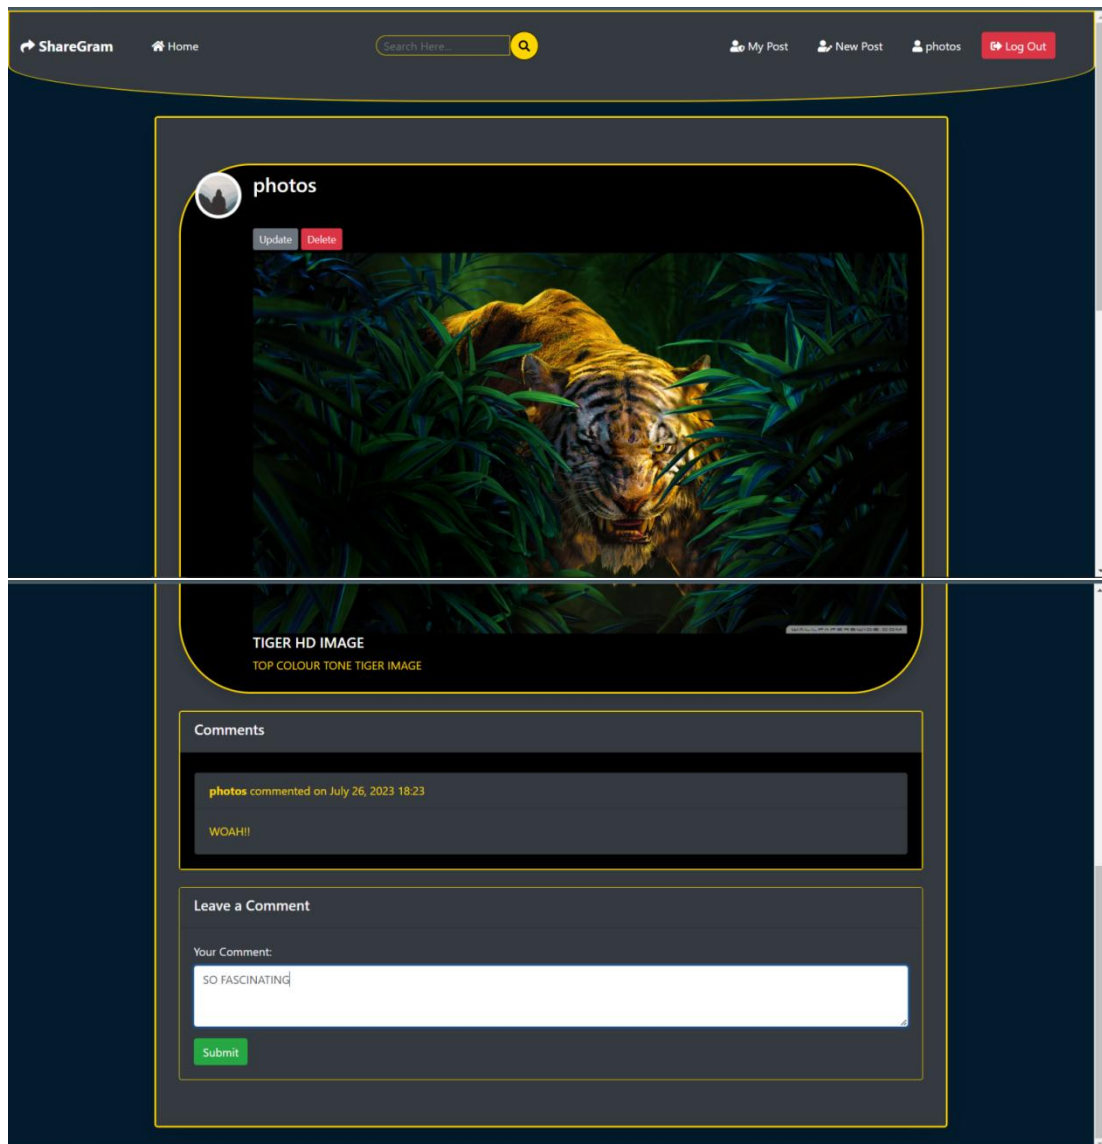 ShareGram
Home
Search Here...
My Post
New Post
photos
Log Out
photos
Update
Delete
TIGER HD IMAGE
TOP COLOUR TONE TIGER IMAGE
Comments
photos commented on July 26, 2023 18:23
WOAH!!
Leave a Comment
Your Comment:
SO FASCINATING
Submit